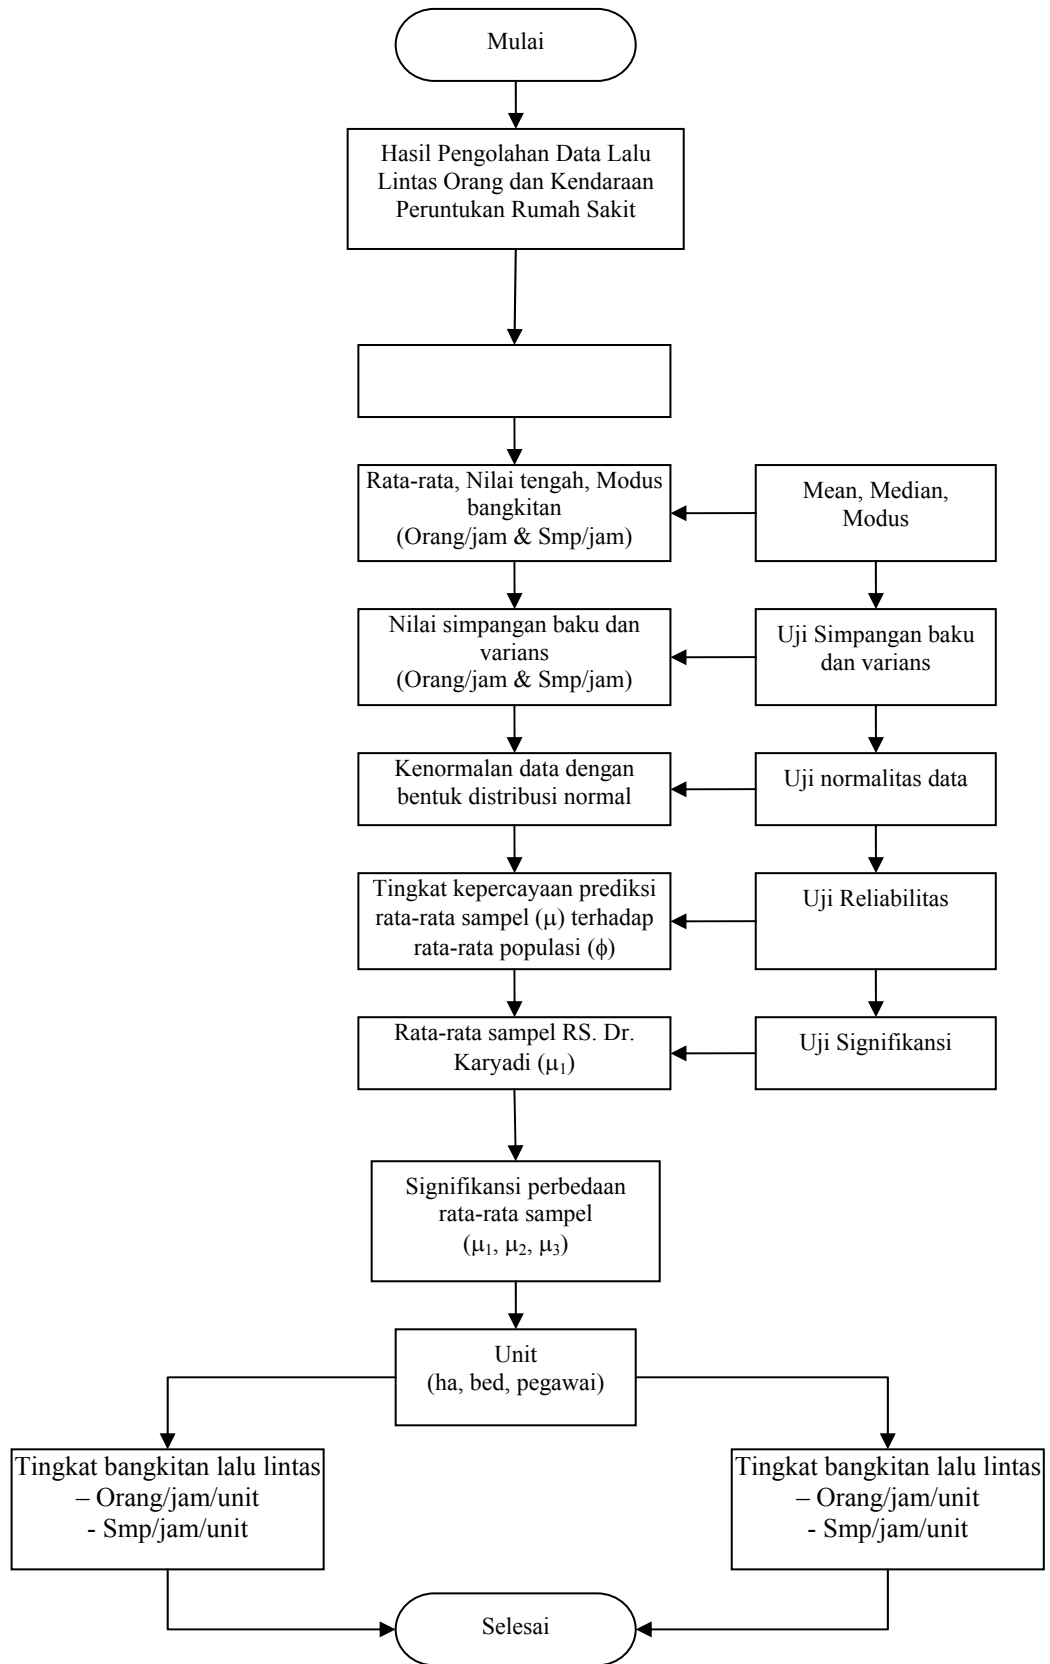 Mulai
Hasil Pengolahan Data Lalu
Lintas Orang dan Kendaraan
Peruntukan Rumah Sakit
Rata-rata, Nilai tengah, Modus
bangkitan
(Orang/jam & Smp/jam)
Mean, Median,
Modus
Nilai simpangan baku dan
varians
(Orang/jam & Smp/jam)
Uji Simpangan baku
dan varians
Kenormalan data dengan
bentuk distribusi normal
Uji normalitas data
Tingkat kepercayaan prediksi
rata-rata sampel (μ) terhadap
rata-rata populasi (ϕ)
Uji Reliabilitas
Rata-rata sampel RS. Dr.
Karyadi (μ₁)
Uji Signifikansi
Signifikansi perbedaan
rata-rata sampel
(μ₁, μ₂, μ₃)
Unit
(ha, bed, pegawai)
Tingkat bangkitan lalu lintas
– Orang/jam/unit
- Smp/jam/unit
Tingkat bangkitan lalu lintas
– Orang/jam/unit
- Smp/jam/unit
Selesai